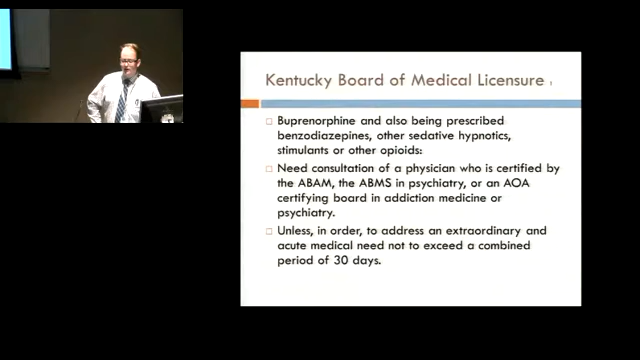 Kentucky Board of Medical Licensure
Buprenorphine and also being prescribed
benzodiazepines, other sedative hypnotics,
stimulants or other opioids:
Need consultation of a physician who is certified by
the ABAM, the ABMS in psychiatry, or an AOA
certifying board in addiction medicine or
psychiatry.
Unless, in order, to address an extraordinary and
acute medical need not to exceed a combined
period of 30 days.